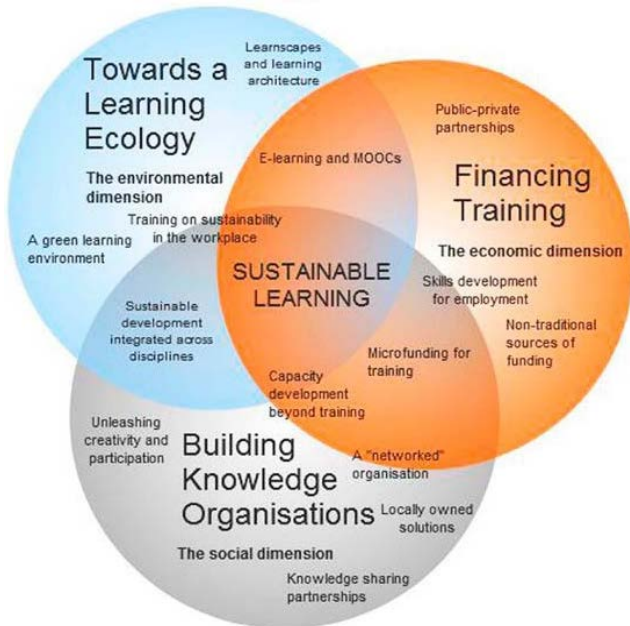 Towards a
Learning
Ecology
The environmental
dimension
Learnscapes
and learning
architecture
E-learning and MOOCs
Public-private
partnerships
Financing
Training
The economic dimension
Training on sustainability
in the workplace
A green learning
environment
SUSTAINABLE
LEARNING
Skills development
for employment
Non-traditional
sources of
funding
Sustainable
development
integrated across
disciplines
Microfunding for
training
Capacity
development
beyond training
Unleashing
creativity and
participation
Building
Knowledge
Organisations
The social dimension
A "networked"
organisation
Locally owned
solutions
Knowledge sharing
partnerships